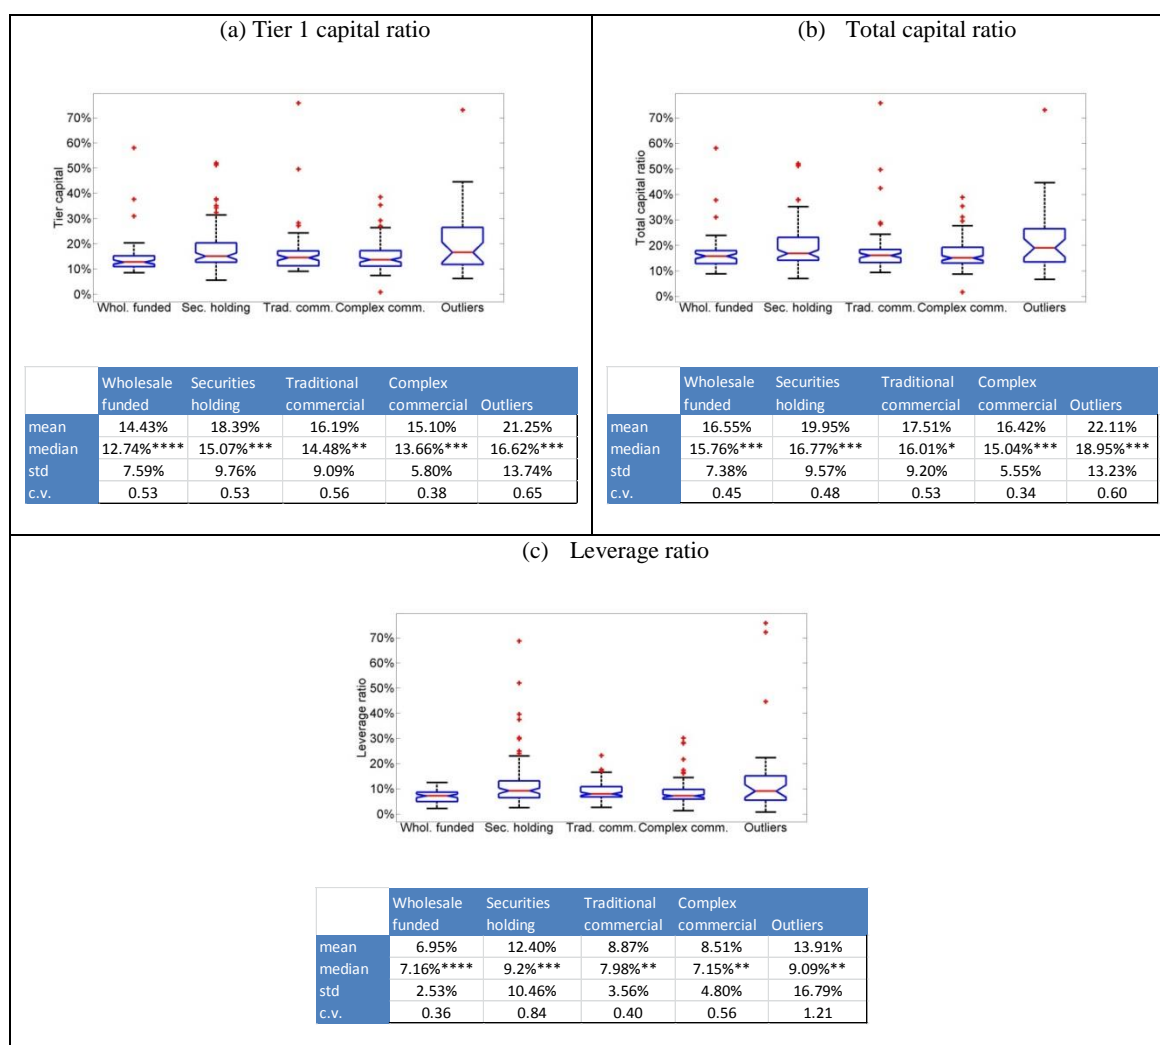 (a) Tier 1 capital ratio
Tier capital
70%
60%
50%
40%
30%
20%
10%
0%
Whol. funded Sec. holding Trad. comm. Complex comm. Outliers
Wholesale Securities Traditional Complex
funded holding commercial commercial Outliers
mean 14.43% 18.39% 16.19% 15.10% 21.25%
median 12.74%**** 15.07%*** 14.48%** 13.66%*** 16.62%***
std 7.59% 9.76% 9.09% 5.80% 13.74%
c.v. 0.53 0.53 0.56 0.38 0.65
(b) Total capital ratio
Total capital ratio
70%
60%
50%
40%
30%
20%
10%
0%
Whol. funded Sec. holding Trad. comm. Complex comm. Outliers
Wholesale Securities Traditional Complex
funded holding commercial commercial Outliers
mean 16.55% 19.95% 17.51% 16.42% 22.11%
median 15.76%*** 16.77%*** 16.01%* 15.04%*** 18.95%***
std 7.38% 9.57% 9.20% 5.55% 13.23%
c.v. 0.45 0.48 0.53 0.34 0.60
(c) Leverage ratio
Leverage ratio
70%
60%
50%
40%
30%
20%
10%
0%
Whol. funded Sec. holding Trad. comm. Complex comm. Outliers
Wholesale Securities Traditional Complex
funded holding commercial commercial Outliers
mean 6.95% 12.40% 8.87% 8.51% 13.91%
median 7.16%**** 9.2%*** 7.98%** 7.15%** 9.09%**
std 2.53% 10.46% 3.56% 4.80% 16.79%
c.v. 0.36 0.84 0.40 0.56 1.21